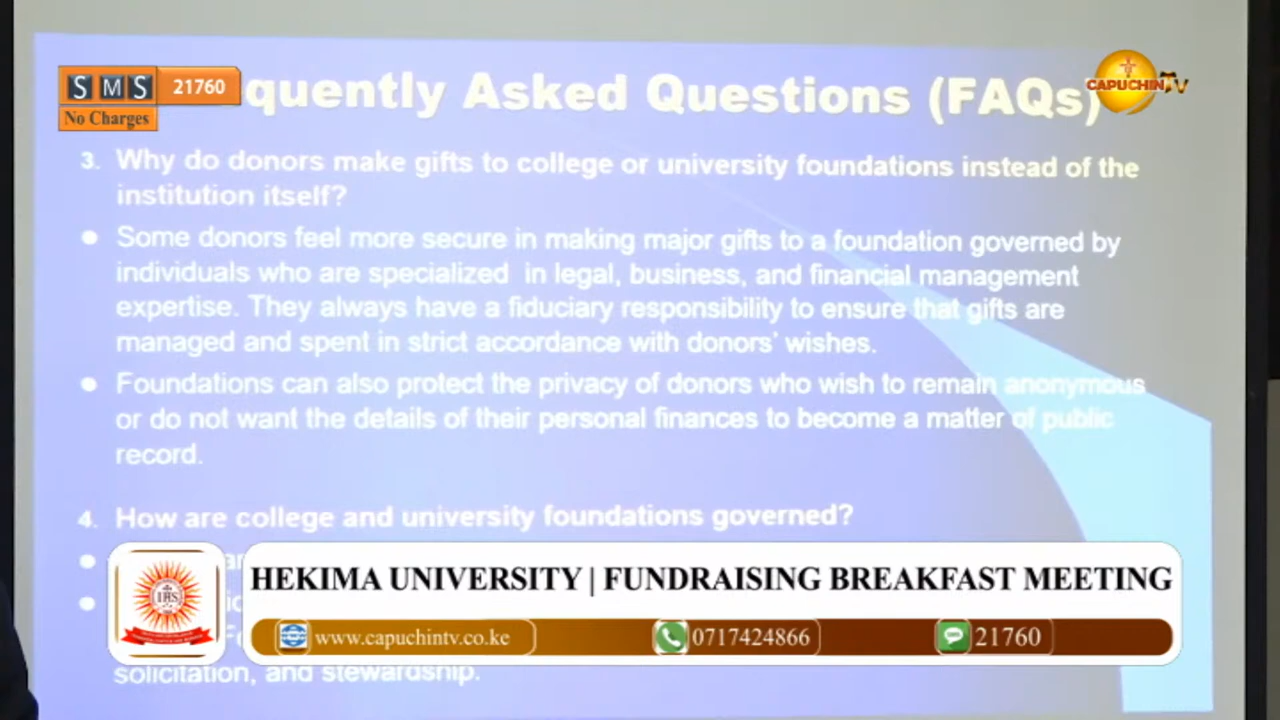 SMS 21760
No Charges
quently Asked Questions (FAQs)
CAPUCHIN TV
3. Why do donors make gifts to college or university foundations instead of the
institution itself?
Some donors feel more secure in making major gifts to a foundation governed by
individuals who are specialized in legal, business, and financial management
expertise. They always have a fiduciary responsibility to ensure that gifts are
managed and spent in strict accordance with donors' wishes.
Foundations can also protect the privacy of donors who wish to remain anonymous
or do not want the details of their personal finances to become a matter of public
record.
4. How are college and university foundations governed?
IHS
HEKIMA UNIVERSITY | FUNDRAISING BREAKFAST MEETING
www.capuchintv.co.ke 0717424866 21760
solicitation, and stewardship.